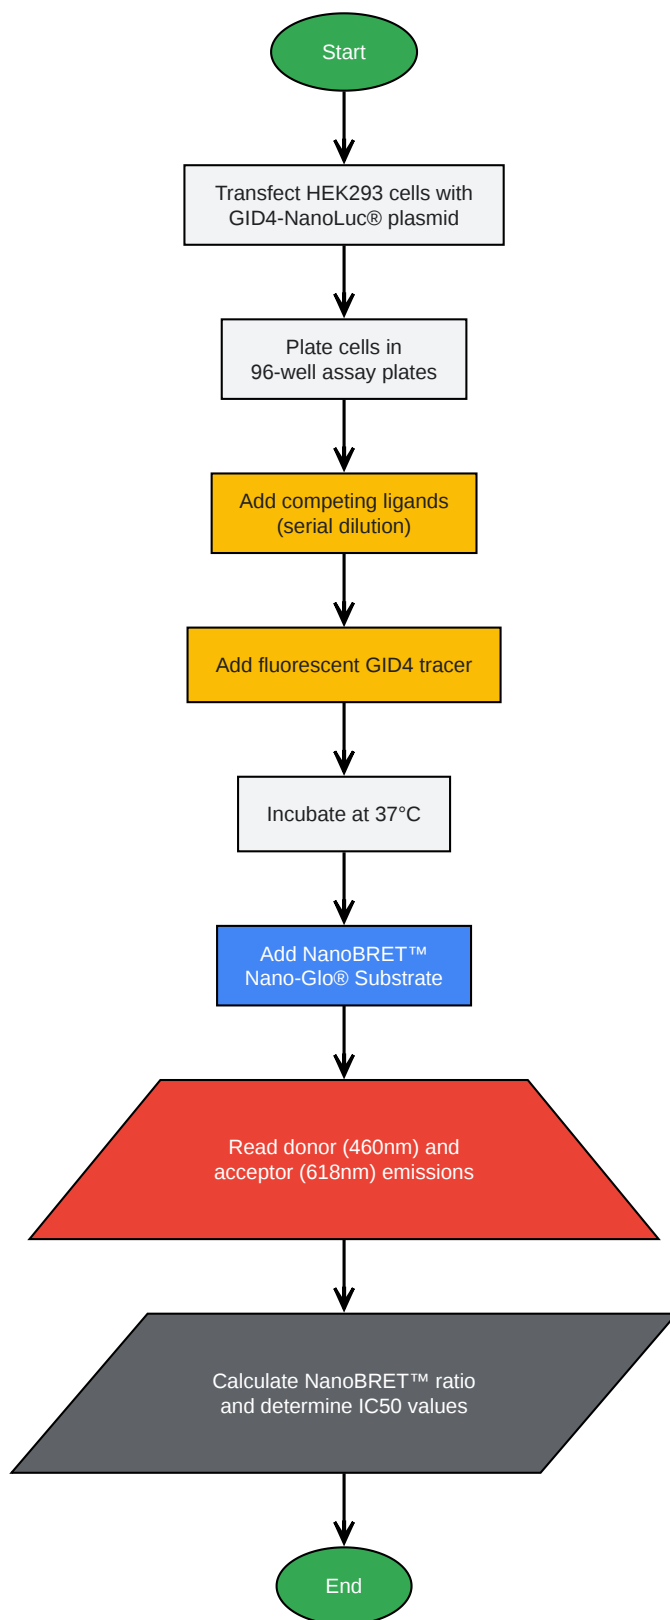 Start
Transfect HEK293 cells with
GID4-NanoLuc® plasmid
Plate cells in
96-well assay plates
Add competing ligands
(serial dilution)
Add fluorescent GID4 tracer
Incubate at 37°C
Add NanoBRET™
Nano-Glo® Substrate
Read donor (460nm) and
acceptor (618nm) emissions
Calculate NanoBRET™ ratio
and determine IC50 values
End